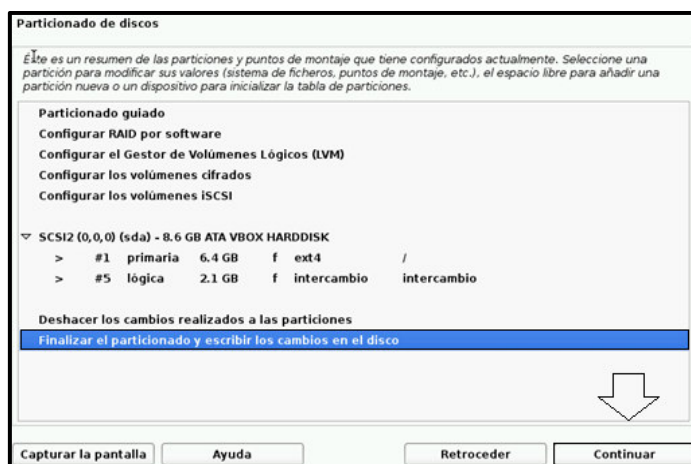 Particionado de discos
Éste es un resumen de las particiones y puntos de montaje que tiene configurados actualmente. Seleccione una
partición para modificar sus valores (sistema de ficheros, puntos de montaje, etc.), el espacio libre para añadir una
partición nueva o un dispositivo para inicializar la tabla de particiones.
Particionado guiado
Configurar RAID por software
Configurar el Gestor de Volúmenes Lógicos (LVM)
Configurar los volúmenes cifrados
Configurar los volúmenes iSCSI
SCSI2 (0,0,0) (sda) - 8.6 GB ATA VBOX HARDDISK
> #1 primaria 6.4 GB f ext4 /
> #5 lógica 2.1 GB f intercambio intercambio
Deshacer los cambios realizados a las particiones
Finalizar el particionado y escribir los cambios en el disco
Capturar la pantalla Ayuda Retroceder Continuar